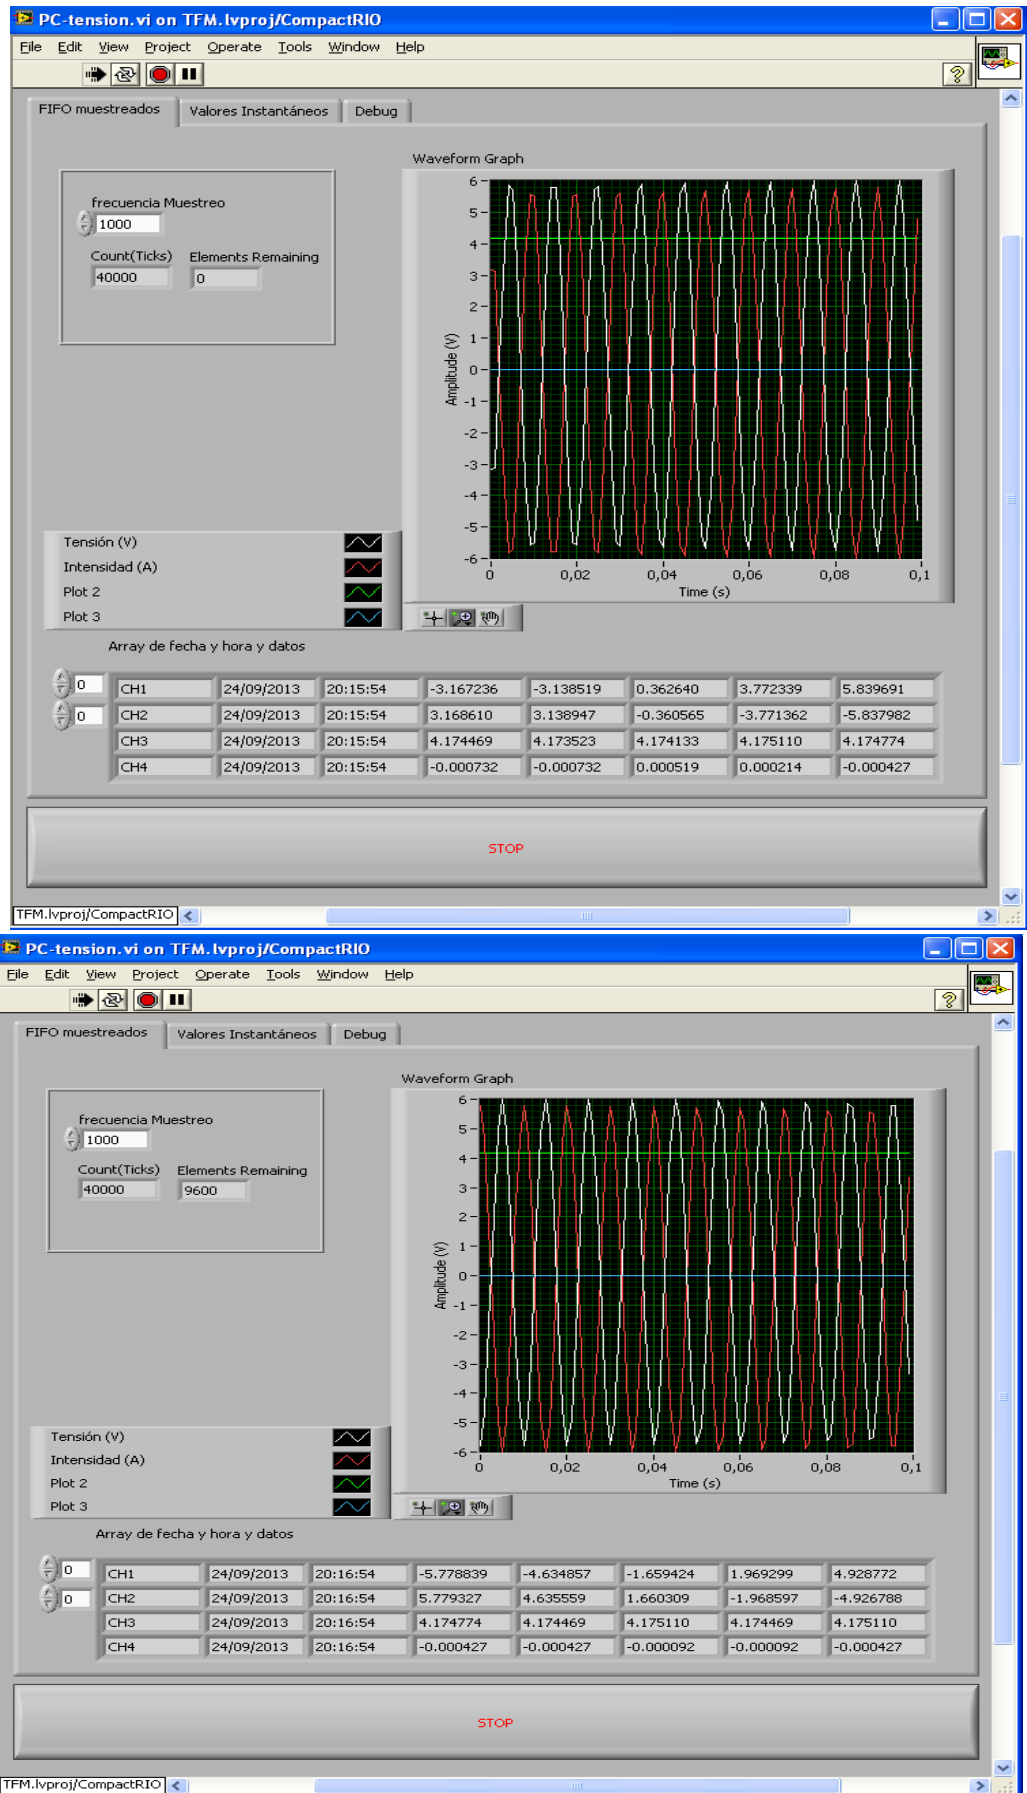 PC-tension.vi on TFM.lvproj/CompactRIO
File Edit View Project Operate Tools Window Help
FIFO muestreados Valores Instantáneos Debug
Waveform Graph
frecuencia Muestreo
1000
Count(Ticks) Elements Remaining
40000 0
6
5
4
3
2
1
0
-1
-2
-3
-4
-5
-6
Amplitude (V)
0 0,02 0,04 0,06 0,08 0,1
Time (s)
Tensión (V)
Intensidad (A)
Plot 2
Plot 3
Array de fecha y hora y datos
0 CH1 24/09/2013 20:15:54 -3.167236 -3.138519 0.362640 3.772339 5.839691
0 CH2 24/09/2013 20:15:54 3.168610 3.138947 -0.360565 -3.771362 -5.837982
CH3 24/09/2013 20:15:54 4.174469 4.173523 4.174133 4.175110 4.174774
CH4 24/09/2013 20:15:54 -0.000732 -0.000732 0.000519 0.000214 -0.000427
STOP
TFM.lvproj/CompactRIO
PC-tension.vi on TFM.lvproj/CompactRIO
File Edit View Project Operate Tools Window Help
FIFO muestreados Valores Instantáneos Debug
Waveform Graph
frecuencia Muestreo
1000
Count(Ticks) Elements Remaining
40000 9600
6
5
4
3
2
1
0
-1
-2
-3
-4
-5
-6
Amplitude (V)
0 0,02 0,04 0,06 0,08 0,1
Time (s)
Tensión (V)
Intensidad (A)
Plot 2
Plot 3
Array de fecha y hora y datos
0 CH1 24/09/2013 20:16:54 -5.778839 -4.634857 -1.659424 1.969299 4.928772
0 CH2 24/09/2013 20:16:54 5.779327 4.635559 1.660309 -1.968597 -4.926788
CH3 24/09/2013 20:16:54 4.174774 4.174469 4.175110 4.174469 4.175110
CH4 24/09/2013 20:16:54 -0.000427 -0.000427 -0.000092 -0.000092 -0.000427
STOP
TFM.lvproj/CompactRIO